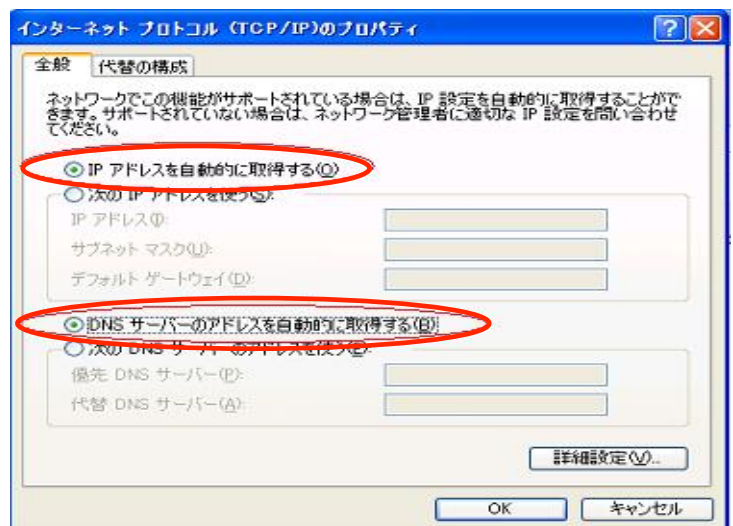 インターネット プロトコル (TCP/IP)のプロパティ
全般
代替の構成
ネットワークでこの機能がサポートされている場合は、IP 設定を自動的に取得することがで
きます。サポートされていない場合は、ネットワーク管理者に適切な IP 設定を問い合わせ
てください。
IP アドレスを自動的に取得する(O)
次の IP アドレスを使う(S):
IP アドレス(I):
サブネット マスク(U):
デフォルト ゲートウェイ(D):
DNS サーバーのアドレスを自動的に取得する(B)
次の DNS サーバーのアドレスを使う(E):
優先 DNS サーバー(P):
代替 DNS サーバー(A):
詳細設定(V)...
OK
キャンセル